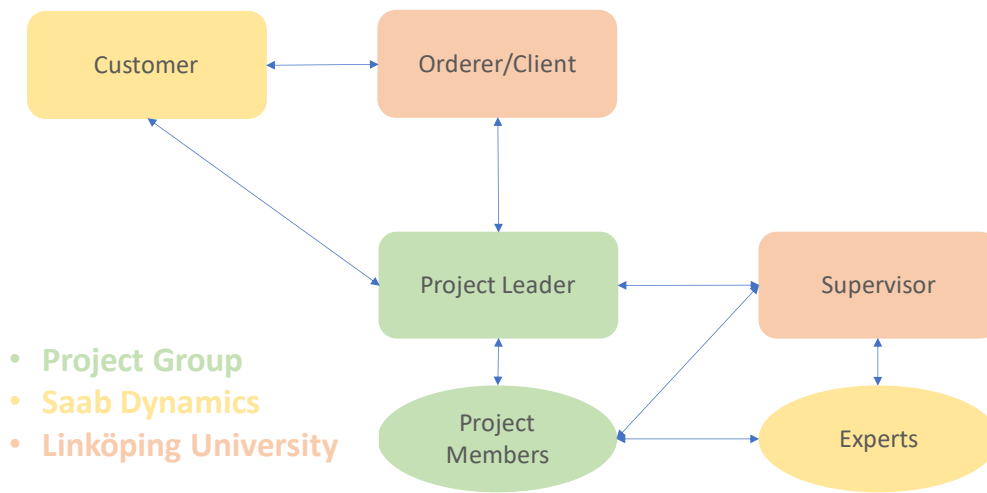 Customer
Orderer/Client
Project Leader
Supervisor
• Project Group
• Saab Dynamics
• Linköping University
Project
Members
Experts